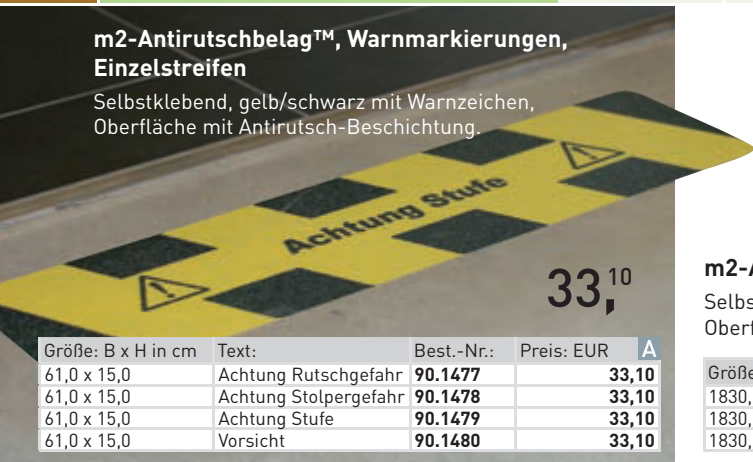 m2-Antirutschbelag™, Warnmarkierungen,
Einzelstreifen
Selbstklebend, gelb/schwarz mit Warnzeichen,
Oberfläche mit Antirutsch-Beschichtung.
Achtung Stufe
33,10
Größe: B x H in cm Text: Best.-Nr.: Preis: EUR A
61,0 x 15,0 Achtung Rutschgefahr 90.1477 33,10
61,0 x 15,0 Achtung Stolpergefahr 90.1478 33,10
61,0 x 15,0 Achtung Stufe 90.1479 33,10
61,0 x 15,0 Vorsicht 90.1480 33,10
m2-
1830,
1830,
1830,